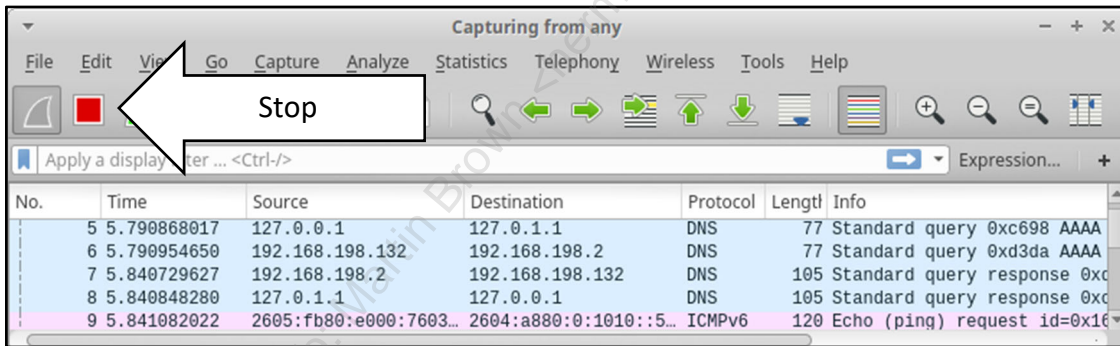 Capturing from any
File Edit Go Capture Analyze Statistics Telephony Wireless Tools Help
Stop
Apply a display ... <Ctrl-/> Expression... +
No. Time Source Destination Protocol Length Info
5 5.790868017 127.0.0.1 127.0.1.1 DNS 77 Standard query 0xc698 AAAA
6 5.790954650 192.168.198.132 192.168.198.2 DNS 77 Standard query 0xd3da AAAA
7 5.840729627 192.168.198.2 192.168.198.132 DNS 105 Standard query response
8 5.840848280 127.0.1.1 127.0.0.1 DNS 105 Standard query response
9 5.841082022 2605:fb80:e000:7603… 2604:a880:0:1010::5… ICMPv6 120 Echo (ping) request id=0x16
Martin Brown